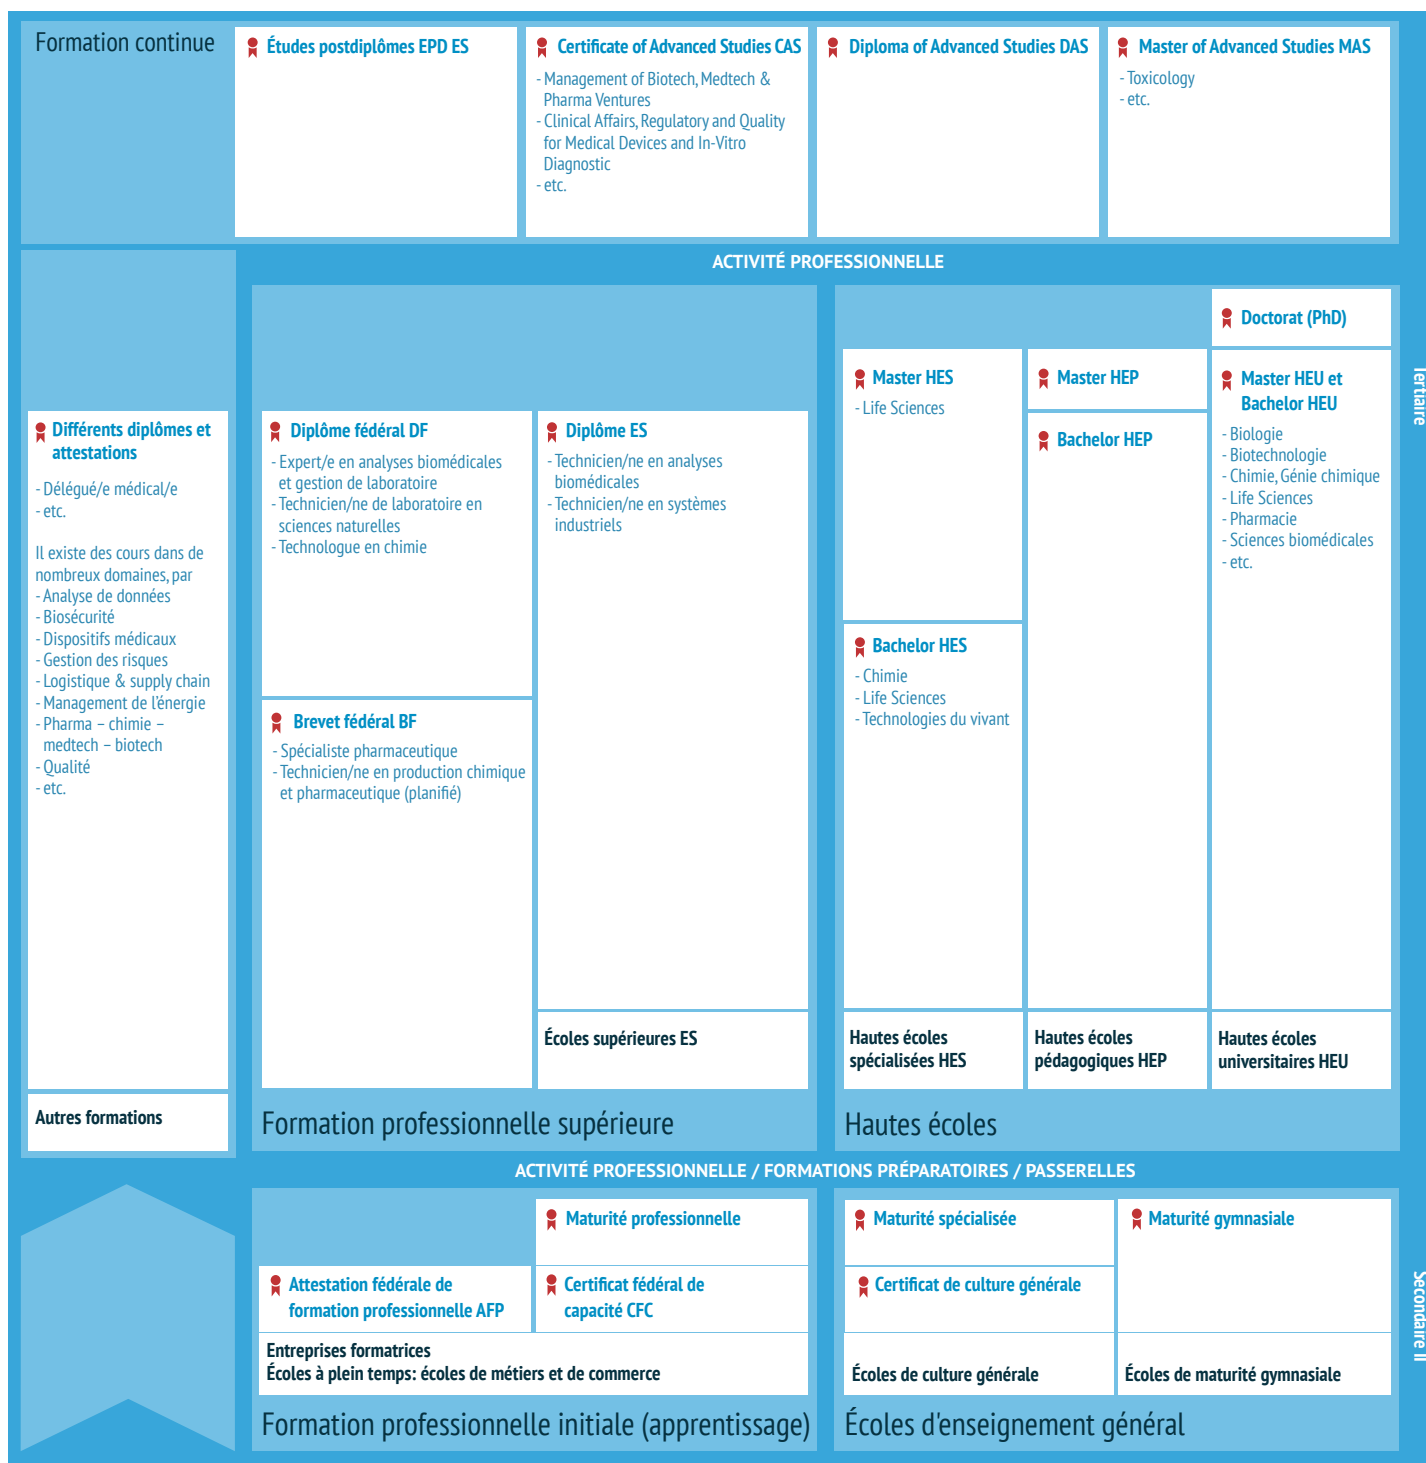 Formation continue
Études postdiplômes EPD ES
Certificate of Advanced Studies CAS
- Management of Biotech, Medtech &
Pharma Ventures
- Clinical Affairs, Regulatory and Quality
for Medical Devices and In-Vitro
Diagnostic
- etc.
Diploma of Advanced Studies DAS
Master of Advanced Studies MAS
- Toxicology
- etc.
ACTIVITÉ PROFESSIONNELLE
Tertiaire
Différents diplômes et
attestations
- Délégué/e médical/e
- etc.
Il existe des cours dans de
nombreux domaines, par
- Analyse de données
- Biosécurité
- Dispositifs médicaux
- Gestion des risques
- Logistique & supply chain
- Management de l'énergie
- Pharma – chimie –
medtech – biotech
- Qualité
- etc.
Autres formations
Diplôme fédéral DF
- Expert/e en analyses biomédicales
et gestion de laboratoire
- Technicien/ne de laboratoire en
sciences naturelles
- Technologue en chimie
Brevet fédéral BF
- Spécialiste pharmaceutique
- Technicien/ne en production chimique
et pharmaceutique (planifié)
Diplôme ES
- Technicien/ne en analyses
biomédicales
- Technicien/ne en systèmes
industriels
Écoles supérieures ES
Formation professionnelle supérieure
Master HES
- Life Sciences
Bachelor HES
- Chimie
- Life Sciences
- Technologies du vivant
Hautes écoles
spécialisées HES
Master HEP
Bachelor HEP
Hautes écoles
pédagogiques HEP
Doctorat (PhD)
Master HEU et
Bachelor HEU
- Biologie
- Biotechnologie
- Chimie, Génie chimique
- Life Sciences
- Pharmacie
- Sciences biomédicales
- etc.
Hautes écoles
universitaires HEU
Hautes écoles
ACTIVITÉ PROFESSIONNELLE / FORMATIONS PRÉPARATOIRES / PASSERELLES
Secondaire II
Maturité professionnelle
Attestation fédérale de
formation professionnelle AFP
Certificat fédéral de
capacité CFC
Entreprises formatrices
Écoles à plein temps: écoles de métiers et de commerce
Formation professionnelle initiale (apprentissage)
Maturité spécialisée
Certificat de culture générale
Écoles de culture générale
Maturité gymnasiale
Écoles de maturité gymnasiale
Écoles d'enseignement général